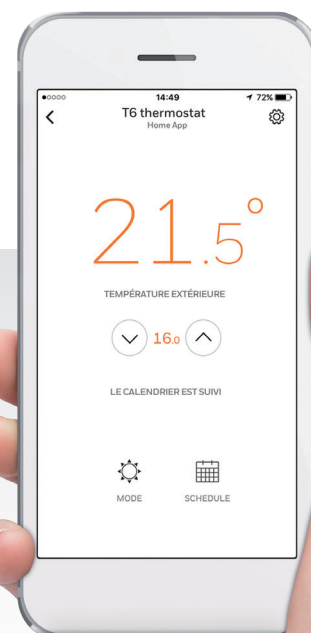 14:49
72%
T6 thermostat
Home App
21.5°
TEMPÉRATURE EXTÉRIEURE
16.0
LE CALENDRIER EST SUIVI
MODE
SCHEDULE